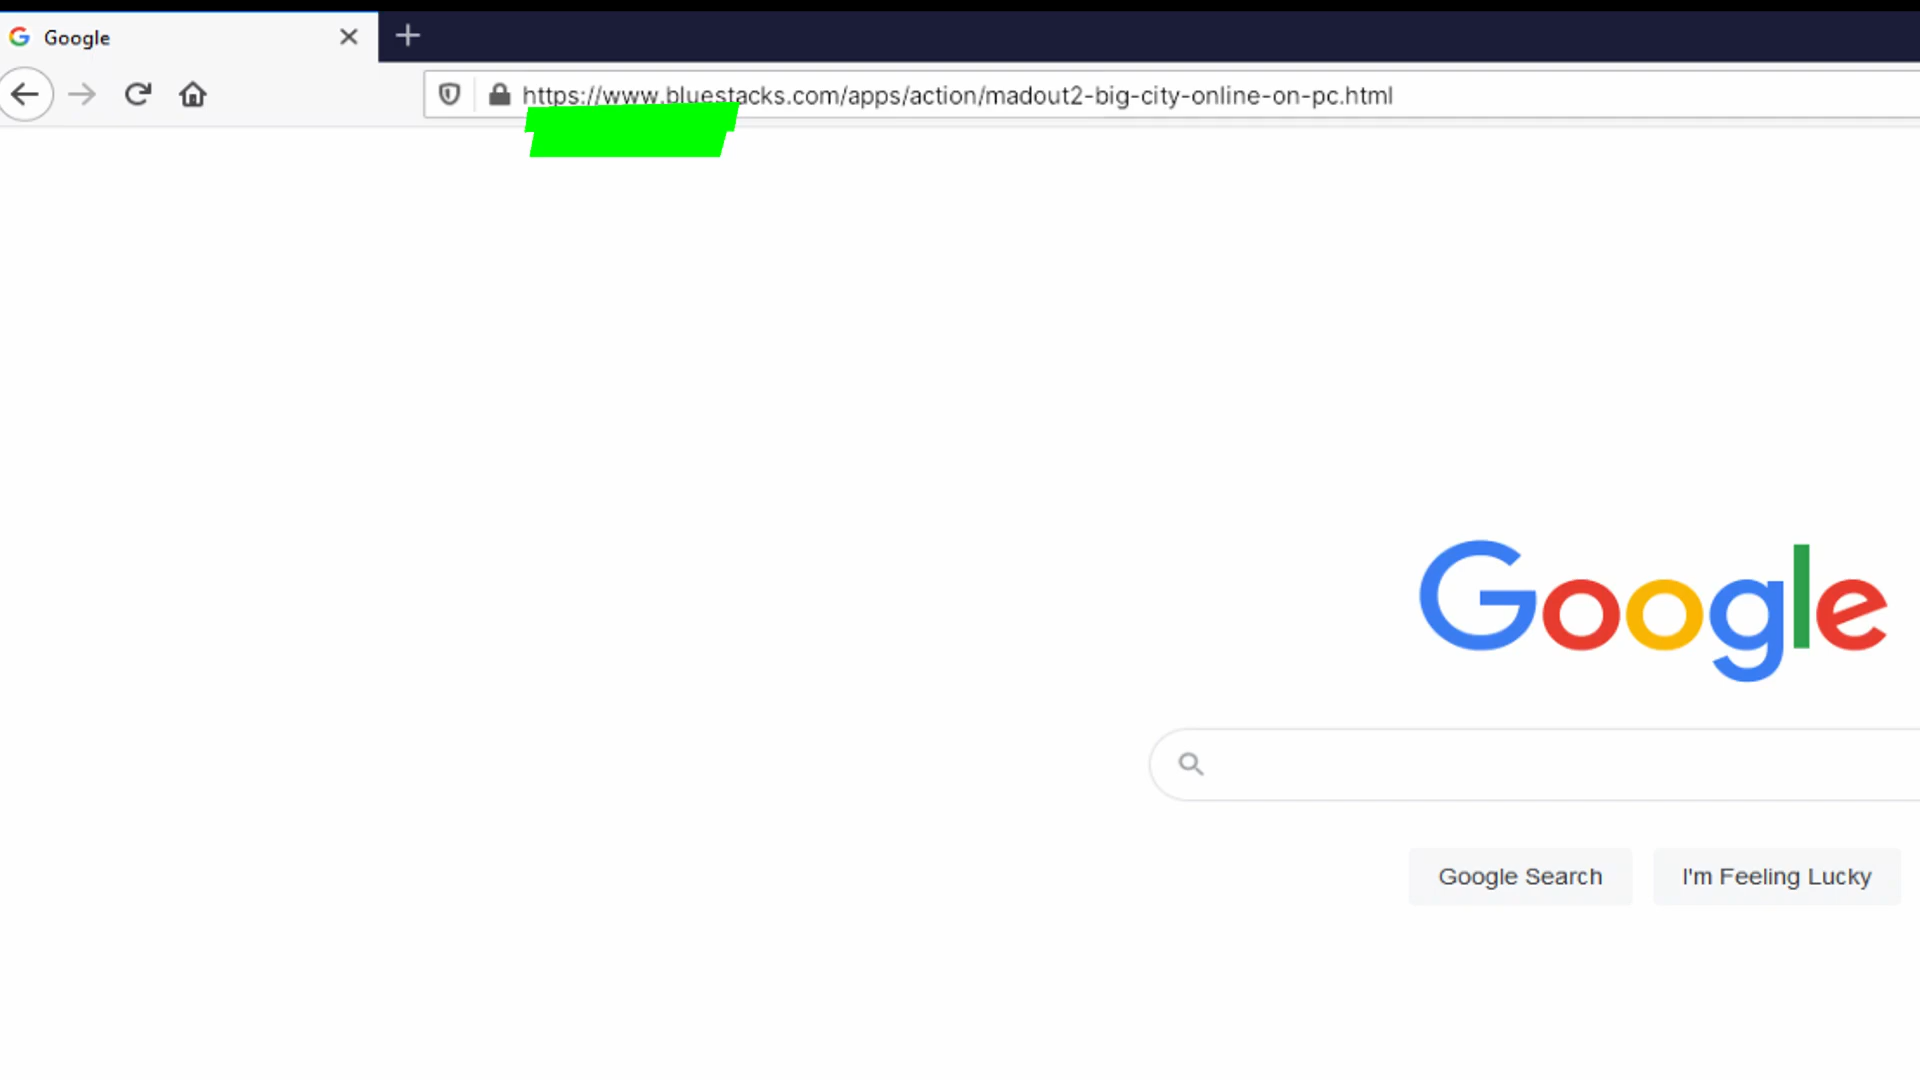 Google
https://www.bluestacks.com/apps/action/madout2-big-city-online-on-pc.html
Google
Google Search
I'm Feeling Lucky